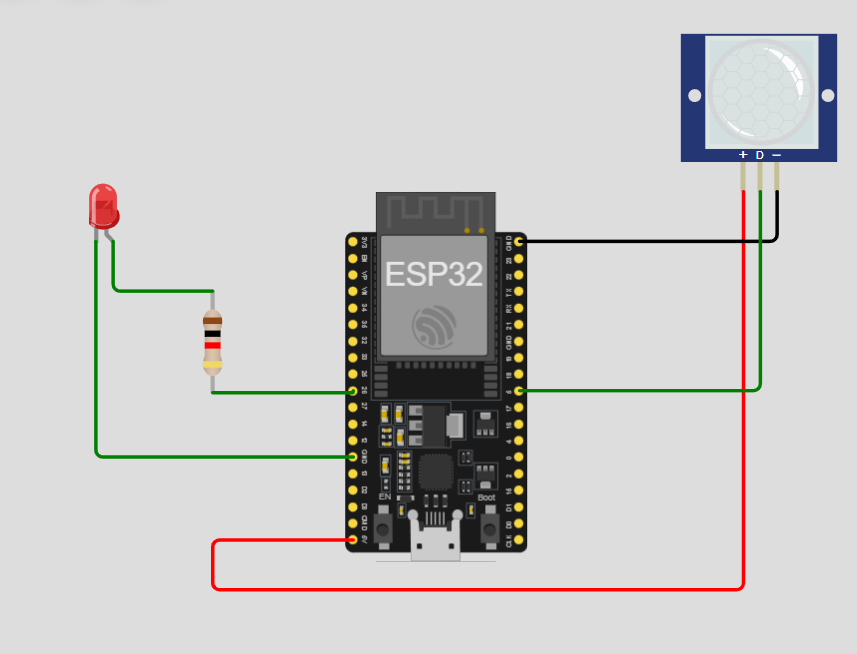 + D −
3V3 GND
EN 23
VP 22
ESP32
VN TX
34 RX
35 21
32 GND
33 19
25 18
26 5
27 17
14 16
12 4
GND 0
13 2
D2 15
EN Boot
D3 D1
CMD D0
5V CLK